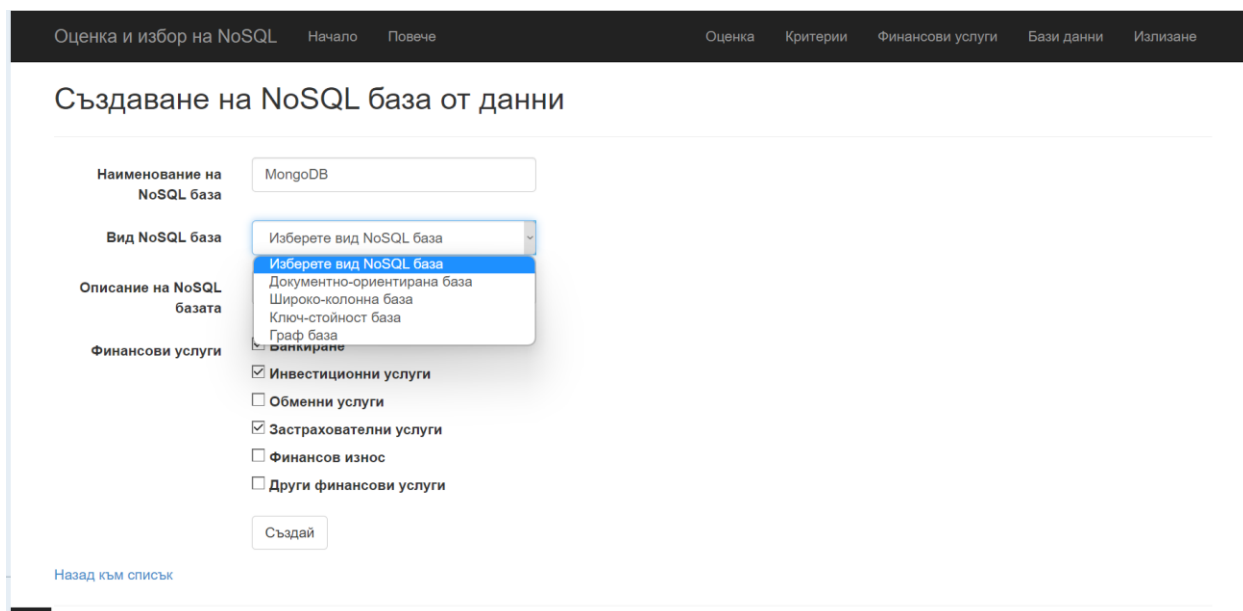 Оценка и избор на NoSQL Начало Повече Оценка Критерии Финансови услуги Бази данни Излизане
Създаване на NoSQL база от данни
Наименование на
NoSQL база
MongoDB
Вид NoSQL база
Изберете вид NoSQL база
Изберете вид NoSQL база
Документно-ориентирана база
Широко-колонна база
Ключ-стойност база
Граф база
Описание на NoSQL
базата
Финансови услуги
Банкиране
Инвестиционни услуги
Обменни услуги
Застрахователни услуги
Финансов износ
Други финансови услуги
Създай
Назад към списък